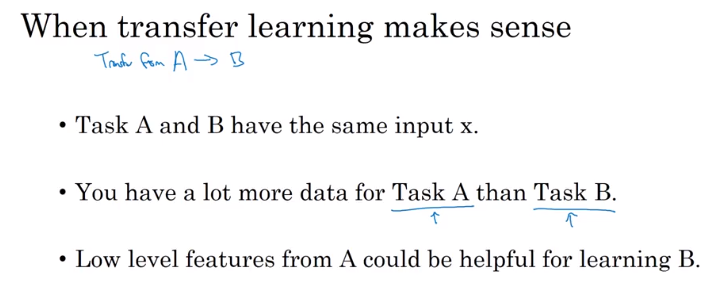 When transfer learning makes sense
Transfer from A → B
• Task A and B have the same input x.
• You have a lot more data for Task A than Task B.
↑ ↑
• Low level features from A could be helpful for learning B.